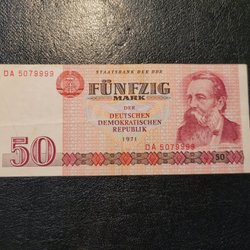 STAATSBANK DER DDR
DA 5079999
FÜNFZIG
MARK
DER
DEUTSCHEN
DEMOKRATISCHEN
REPUBLIK
1971
DA 5079999
50
50